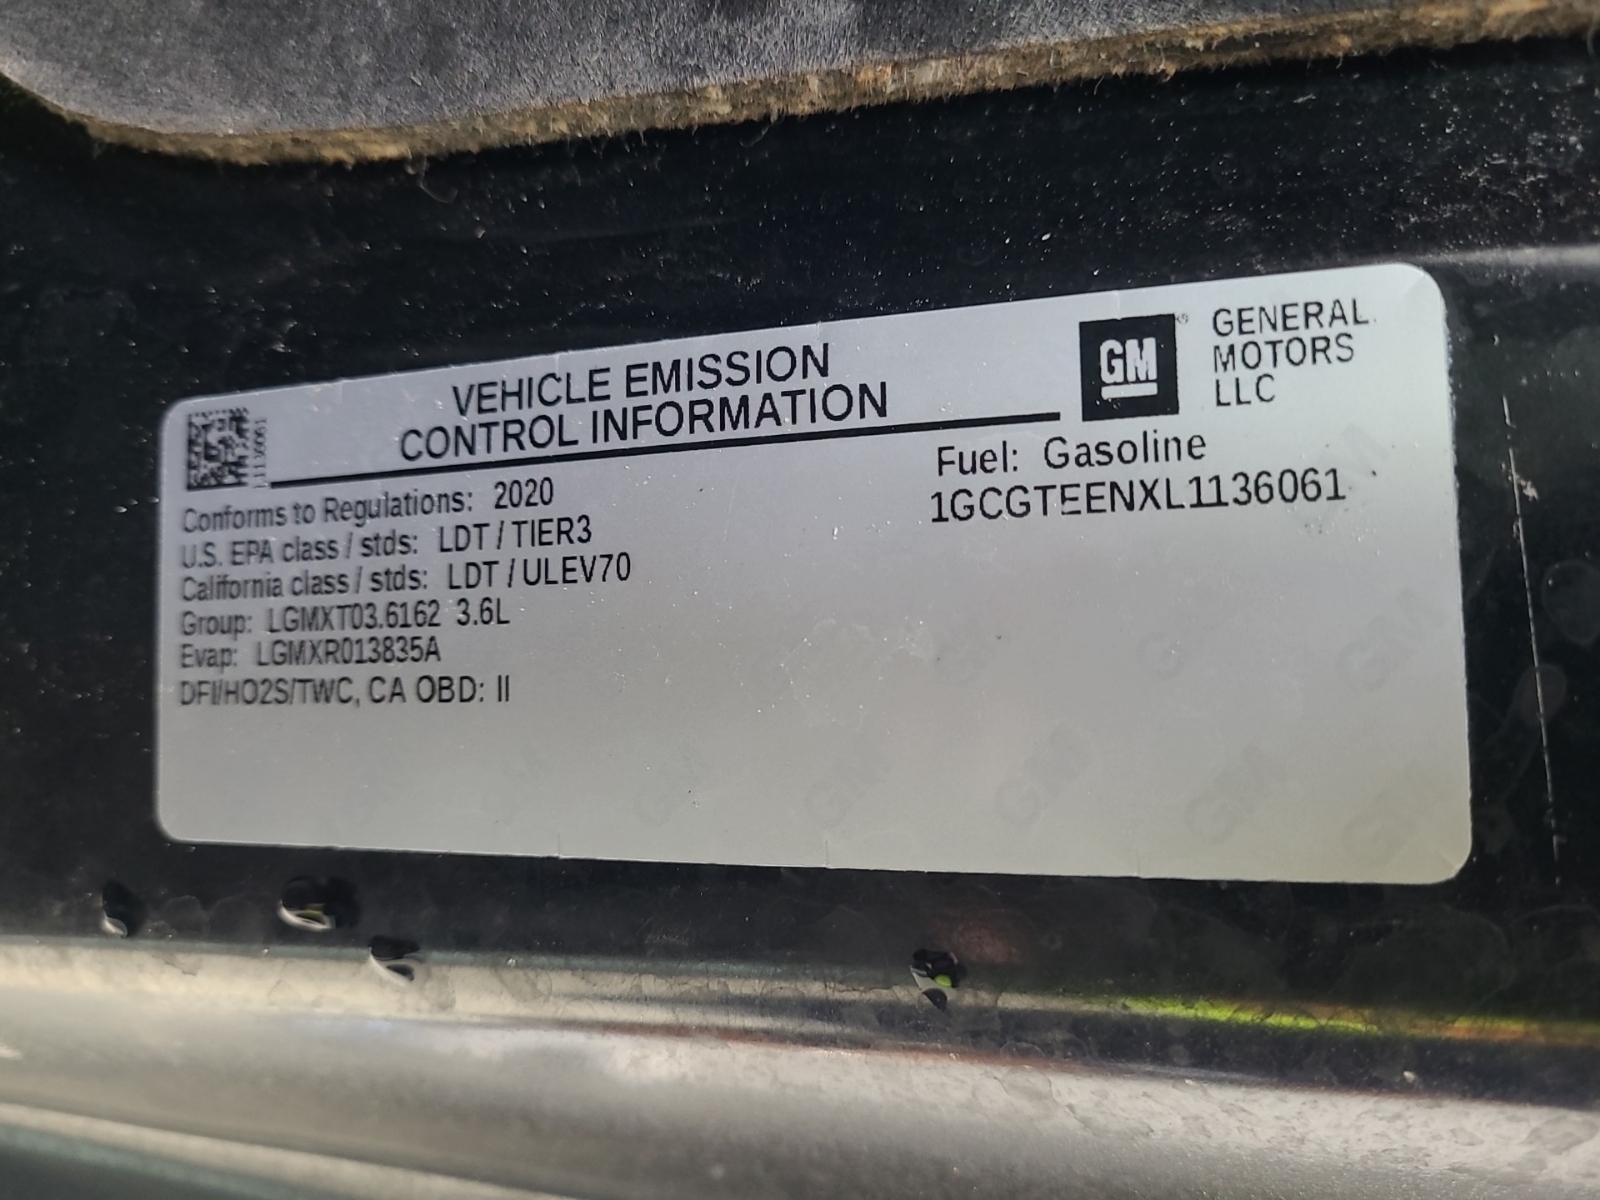 VEHICLE EMISSION
CONTROL INFORMATION
GM
GENERAL
MOTORS
LLC
1136061
Conforms to Regulations: 2020
U.S. EPA class / stds: LDT / TIER3
California class / stds: LDT / ULEV70
Group: LGMXT03.6162 3.6L
Evap: LGMXR013835A
DFI/HO2S/TWC, CA OBD: II
Fuel: Gasoline
1GCGTEENXL1136061